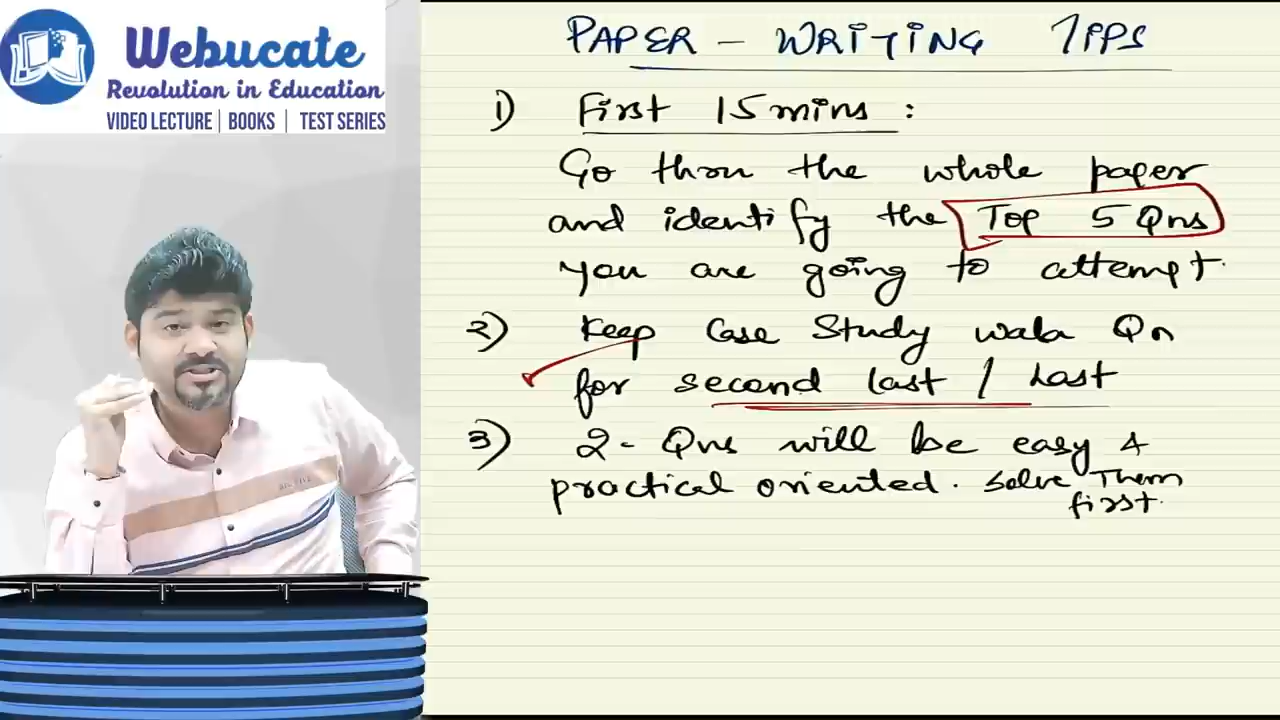 Webucate
Revolution in Education
VIDEO LECTURE | BOOKS | TEST SERIES
PAPER - WRITING TIPS
1) First 15 mins :
Go thru the whole paper
and identify the Top 5 Qns
you are going to attempt.
2) Keep Case Study wala Qn
for second last / Last
3) 2 - Qns will be easy &
practical oriented. Solve Them
first.